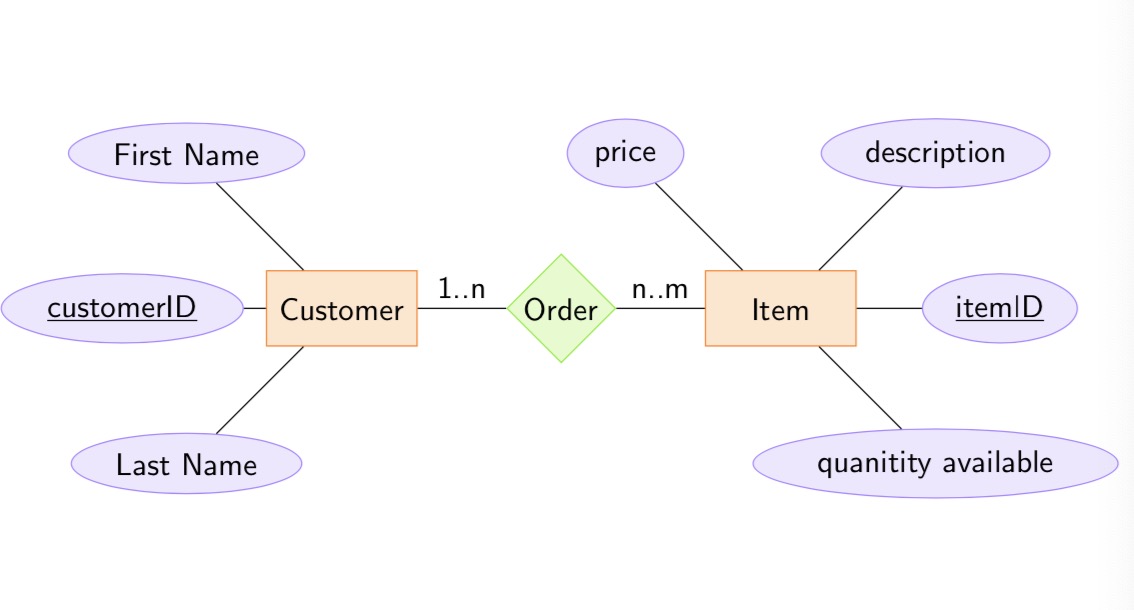 First Name
price
description
customerID
Customer
1..n
Order
n..m
Item
itemID
Last Name
quanitity available